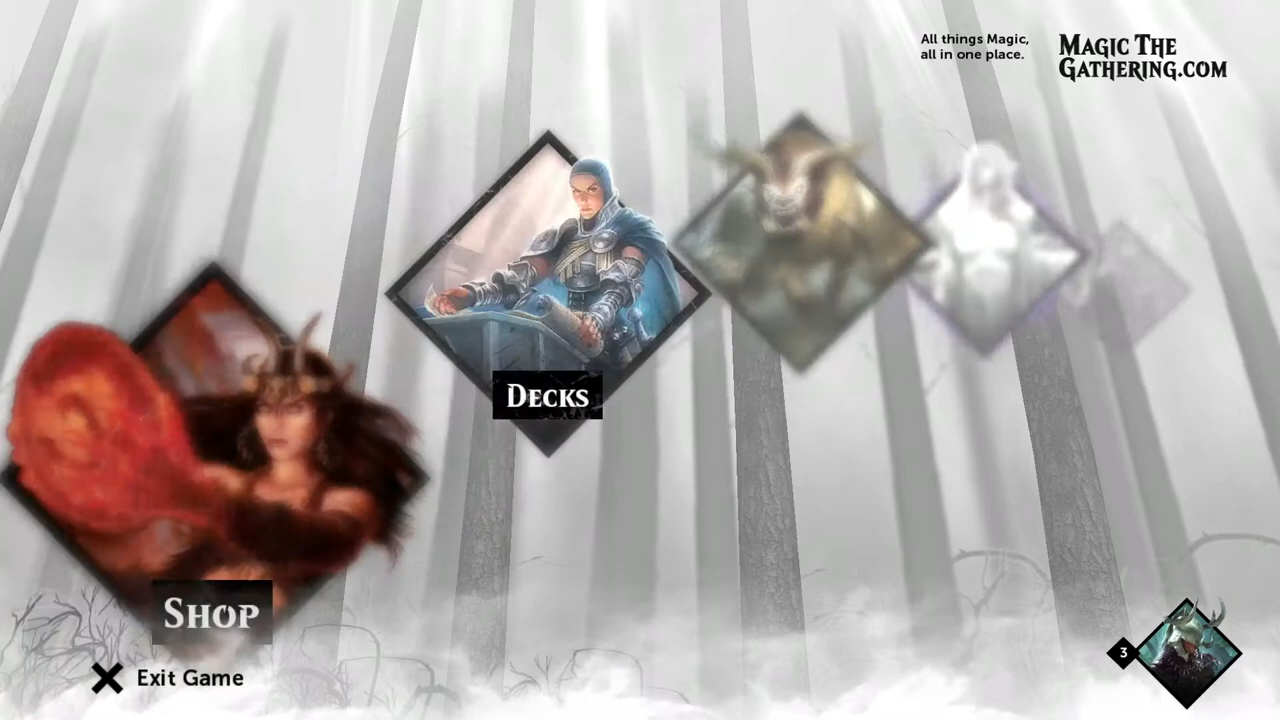 All things Magic,
all in one place.
Magic The
Gathering.com
Decks
Shop
Exit Game
3